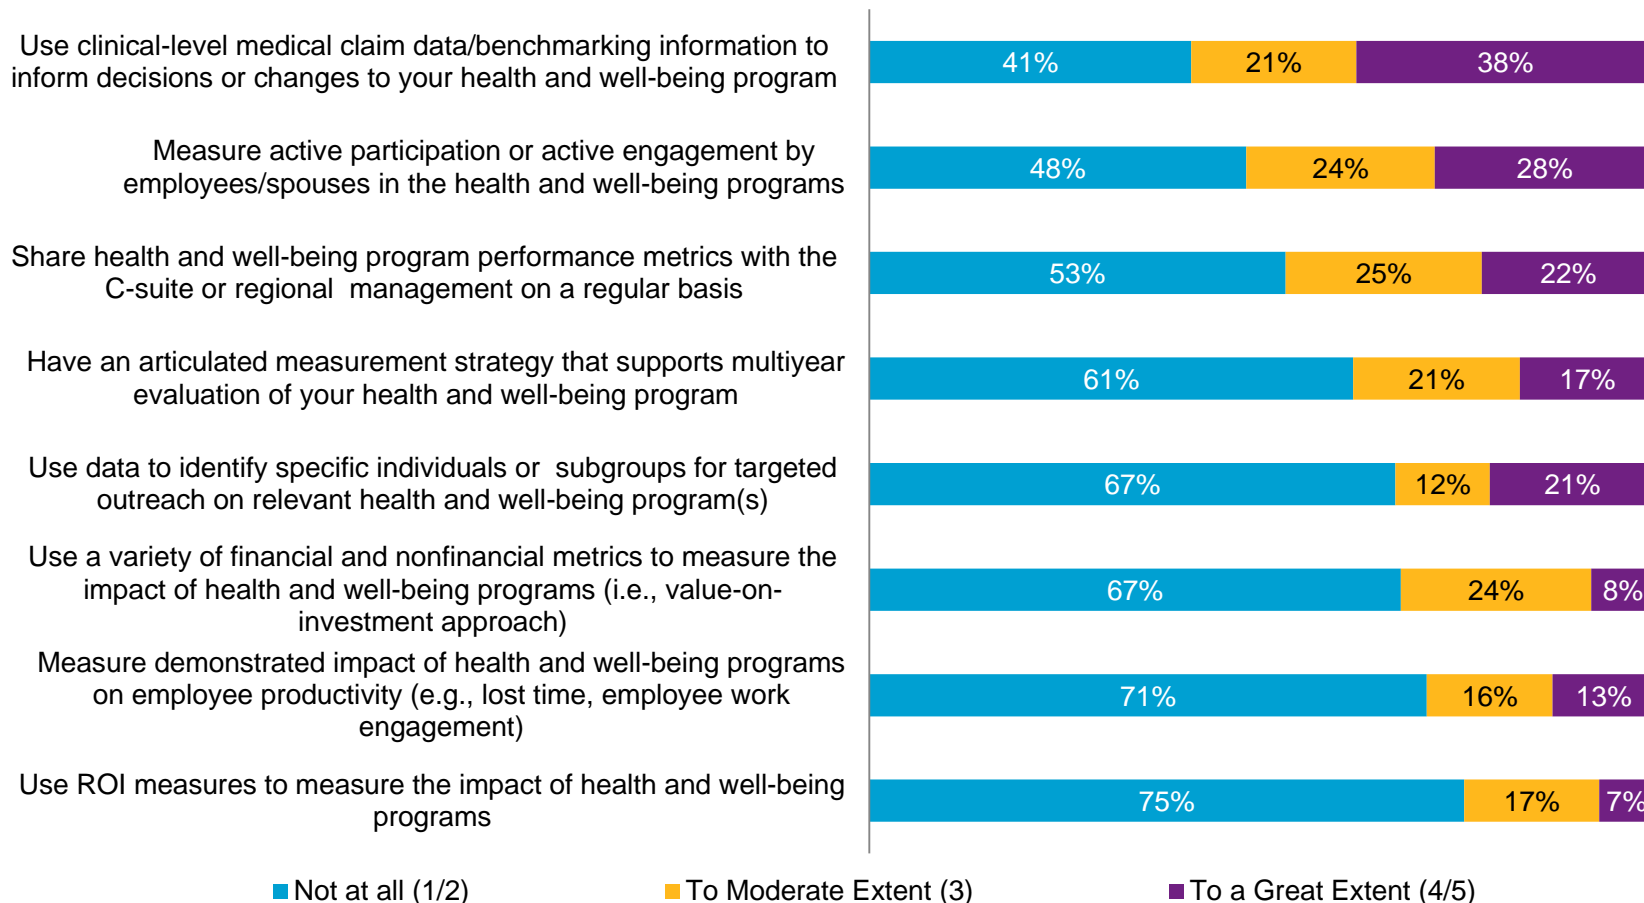 Use clinical-level medical claim data/benchmarking information to
inform decisions or changes to your health and well-being program
41% 21% 38%
Measure active participation or active engagement by
employees/spouses in the health and well-being programs
48% 24% 28%
Share health and well-being program performance metrics with the
C-suite or regional  management on a regular basis
53% 25% 22%
Have an articulated measurement strategy that supports multiyear
evaluation of your health and well-being program
61% 21% 17%
Use data to identify specific individuals or  subgroups for targeted
outreach on relevant health and well-being program(s)
67% 12% 21%
Use a variety of financial and nonfinancial metrics to measure the
impact of health and well-being programs (i.e., value-on-
investment approach)
67% 24% 8%
Measure demonstrated impact of health and well-being programs
on employee productivity (e.g., lost time, employee work
engagement)
71% 16% 13%
Use ROI measures to measure the impact of health and well-being
programs
75% 17% 7%
Not at all (1/2) To Moderate Extent (3) To a Great Extent (4/5)